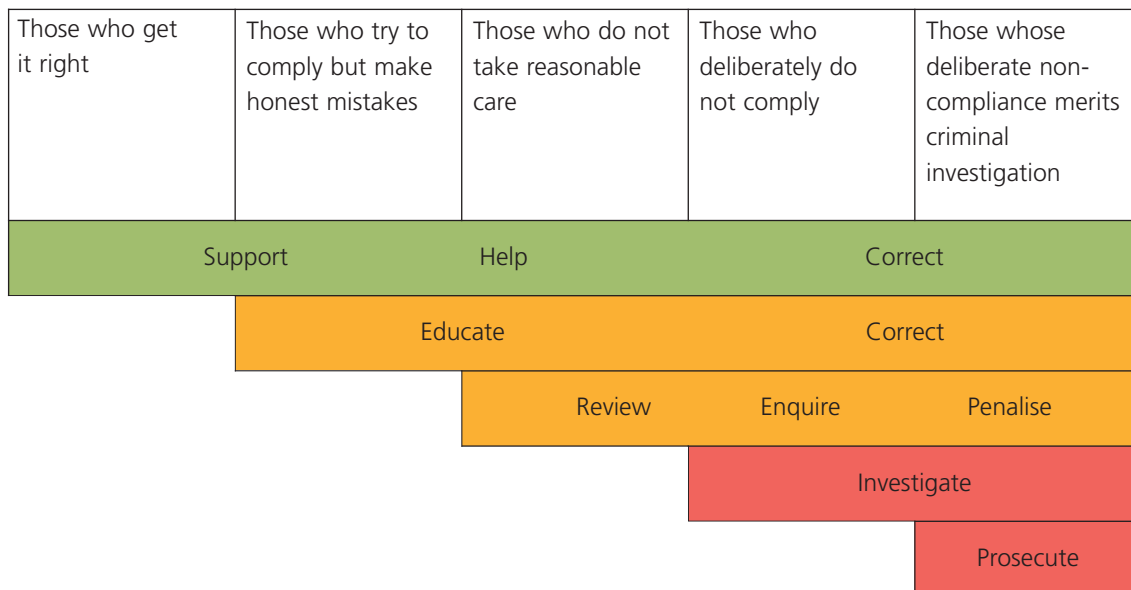 Those who get
it right
Those who try to
comply but make
honest mistakes
Those who do not
take reasonable
care
Those who
deliberately do
not comply
Those whose
deliberate non-
compliance merits
criminal
investigation
Support Help Correct
Educate Correct
Review Enquire Penalise
Investigate
Prosecute